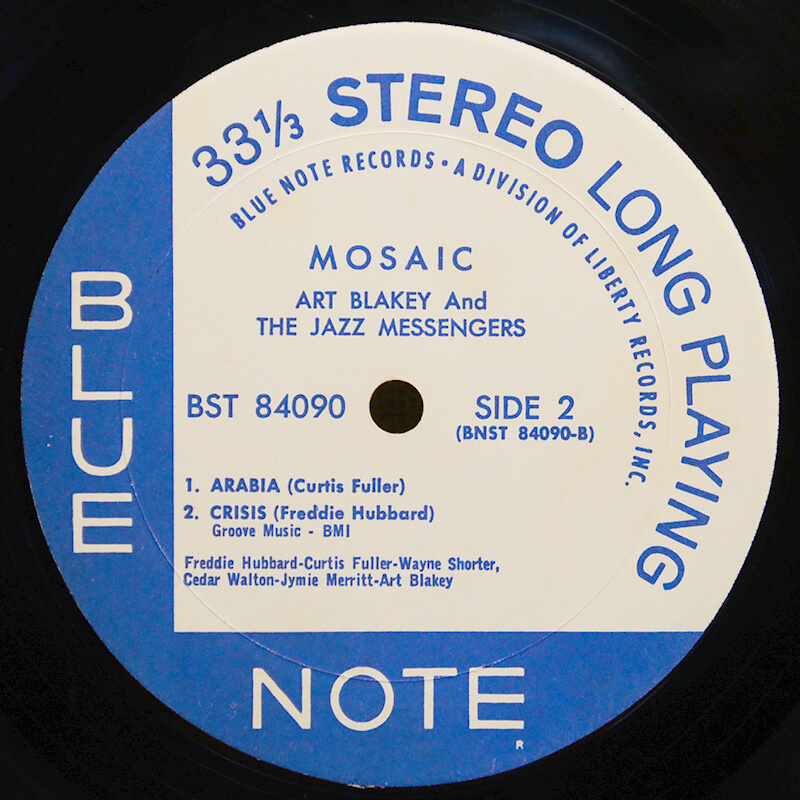 33⅓ STEREO LONG PLAYING
BLUE NOTE RECORDS • A DIVISION OF LIBERTY RECORDS, INC.
MOSAIC
ART BLAKEY And
THE JAZZ MESSENGERS
BST 84090
SIDE 2
(BNST 84090-B)
1. ARABIA (Curtis Fuller)
2. CRISIS (Freddie Hubbard)
Groove Music - BMI
Freddie Hubbard-Curtis Fuller-Wayne Shorter,
Cedar Walton-Jymie Merritt-Art Blakey
BLUE
NOTE
R